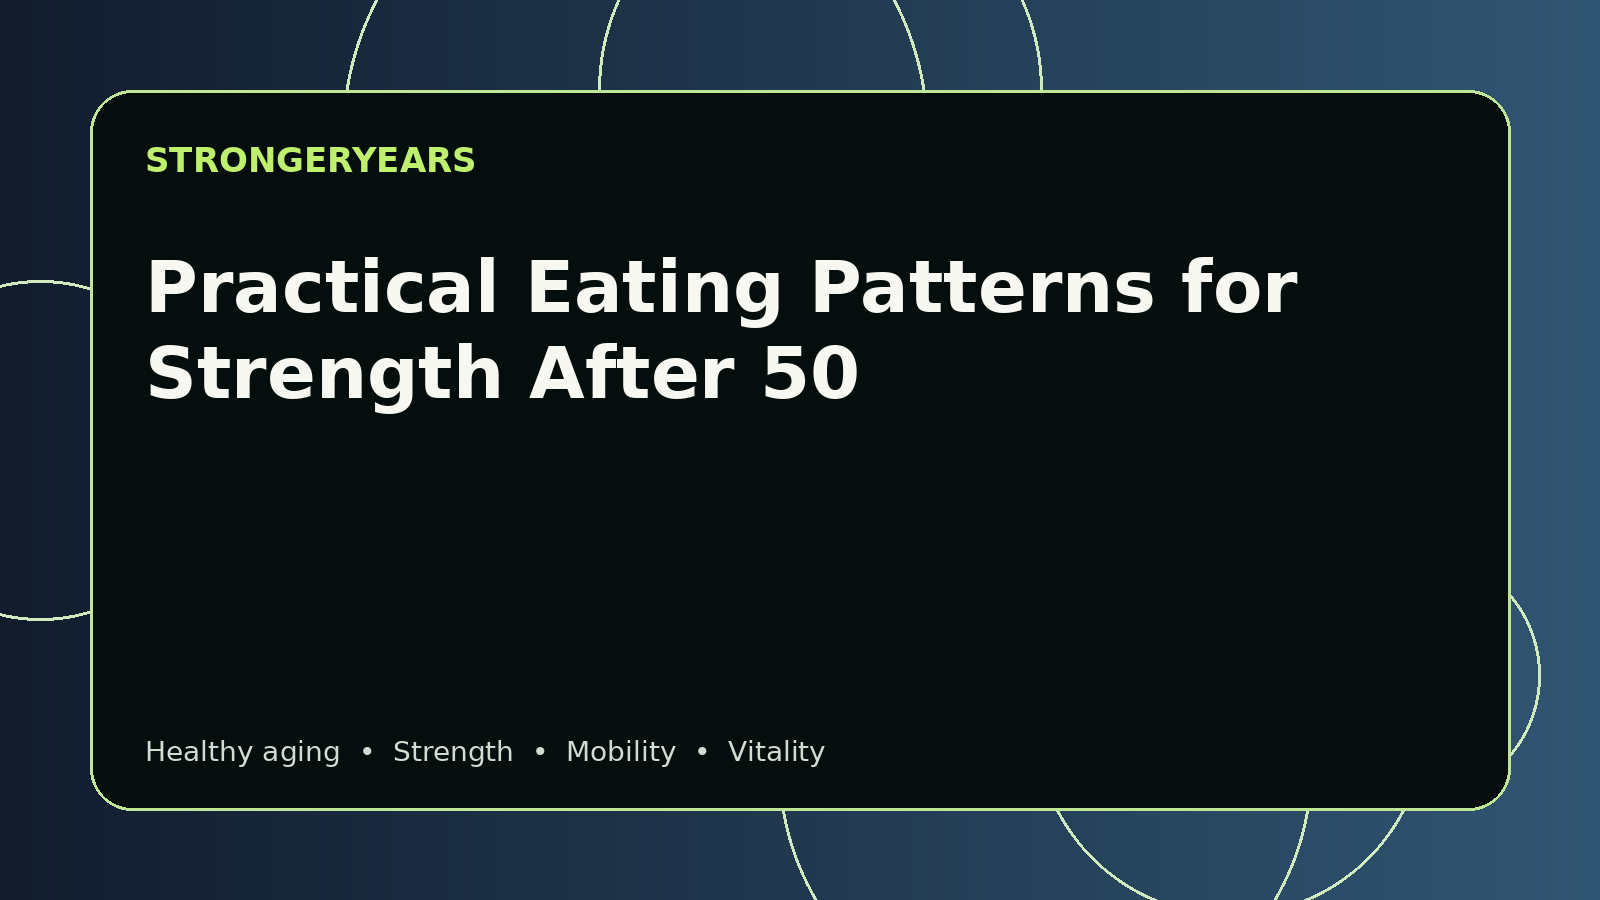 STRONGERYEARS
Practical Eating Patterns for
Strength After 50
Healthy aging • Strength • Mobility • Vitality